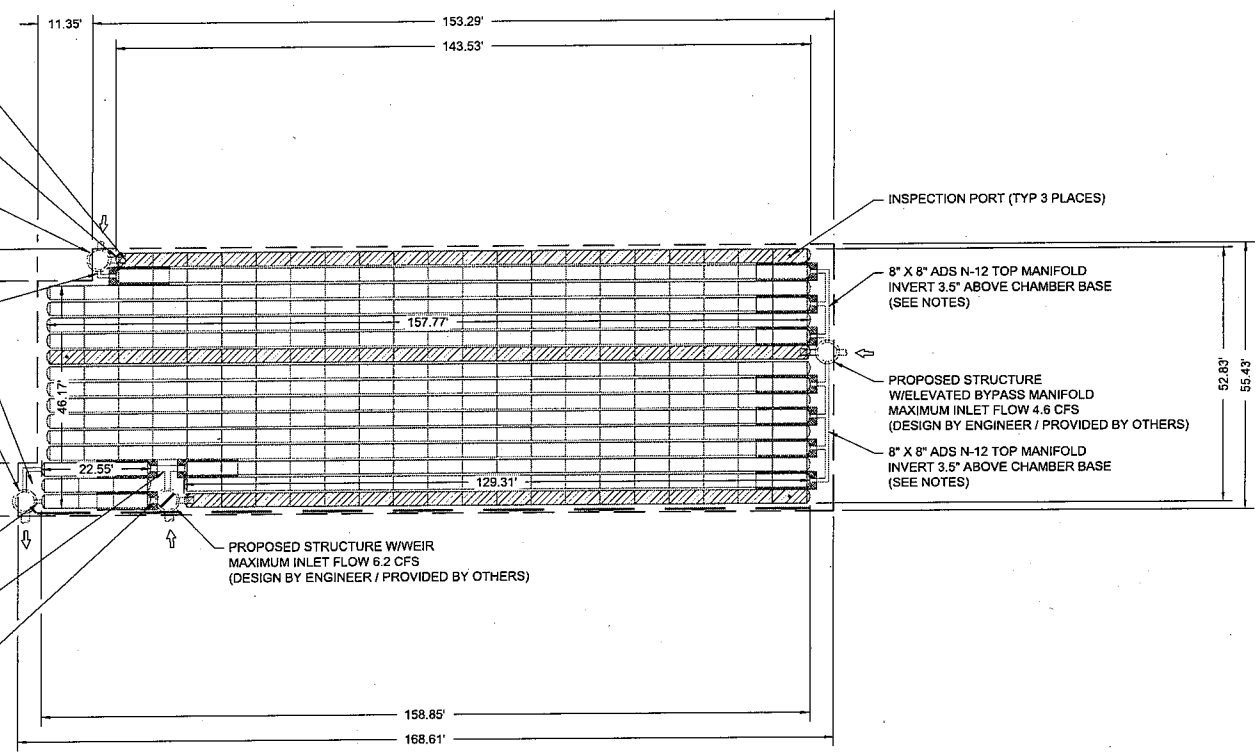 11.35'
153.29'
143.53'
INSPECTION PORT (TYP 3 PLACES)
8" X 8" ADS N-12 TOP MANIFOLD
INVERT 3.5" ABOVE CHAMBER BASE
(SEE NOTES)
157.77'
46.17'
52.83'
55.43'
PROPOSED STRUCTURE
W/ELEVATED BYPASS MANIFOLD
MAXIMUM INLET FLOW 4.6 CFS
(DESIGN BY ENGINEER / PROVIDED BY OTHERS)
8" X 8" ADS N-12 TOP MANIFOLD
INVERT 3.5" ABOVE CHAMBER BASE
(SEE NOTES)
22.55'
129.31'
PROPOSED STRUCTURE W/WEIR
MAXIMUM INLET FLOW 6.2 CFS
(DESIGN BY ENGINEER / PROVIDED BY OTHERS)
158.85'
168.61'